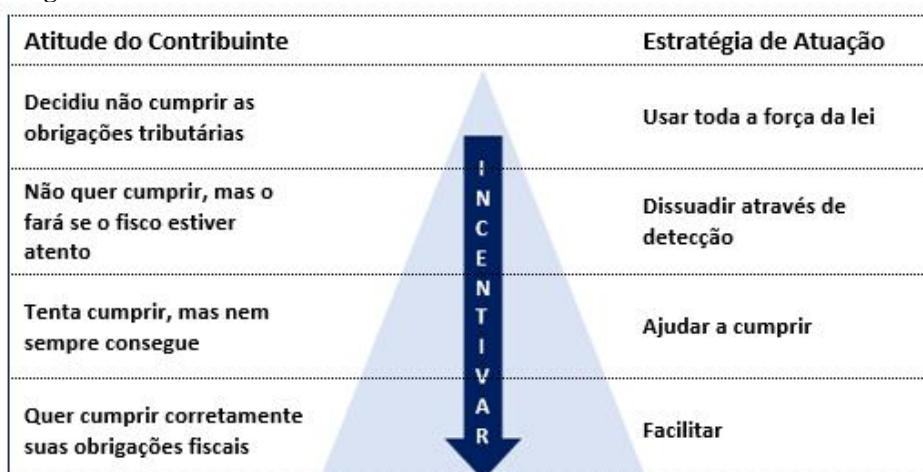 Atitude do Contribuinte
Estratégia de Atuação
Decidiu não cumprir as
obrigações tributárias
Usar toda a força da lei
Não quer cumprir, mas o
fará se o fisco estiver
atento
Dissuadir através de
detecção
Tenta cumprir, mas nem
sempre consegue
Ajudar a cumprir
Quer cumprir corretamente
suas obrigações fiscais
Facilitar
INCENTIVAR